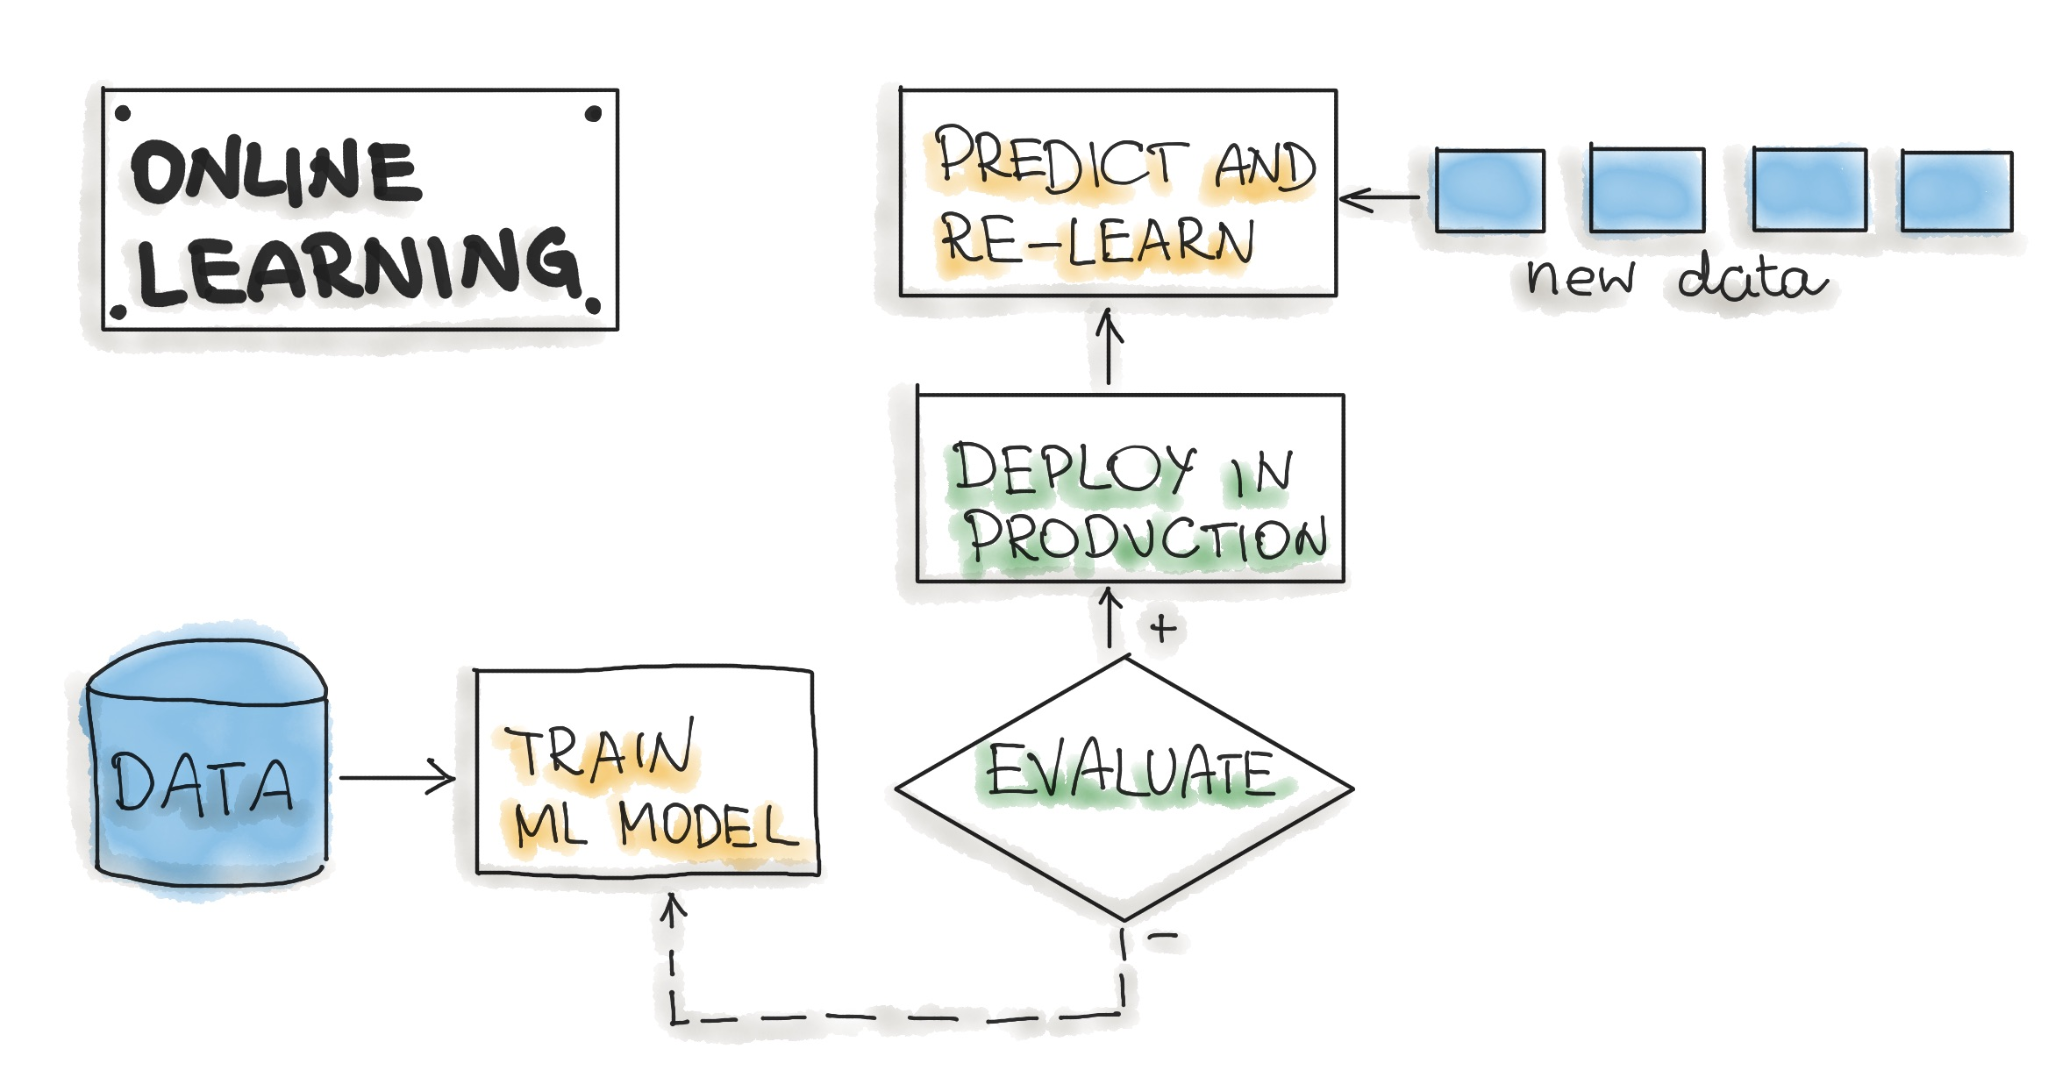 ONLINE
LEARNING
PREDICT AND
RE-LEARN
new data
DEPLOY IN
PRODUCTION
+
DATA
TRAIN
ML MODEL
EVALUATE
-